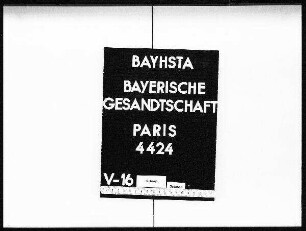 BAYHSTA
BAYERISCHE
GESANDTSCHAFT
PARIS
4424
V-16